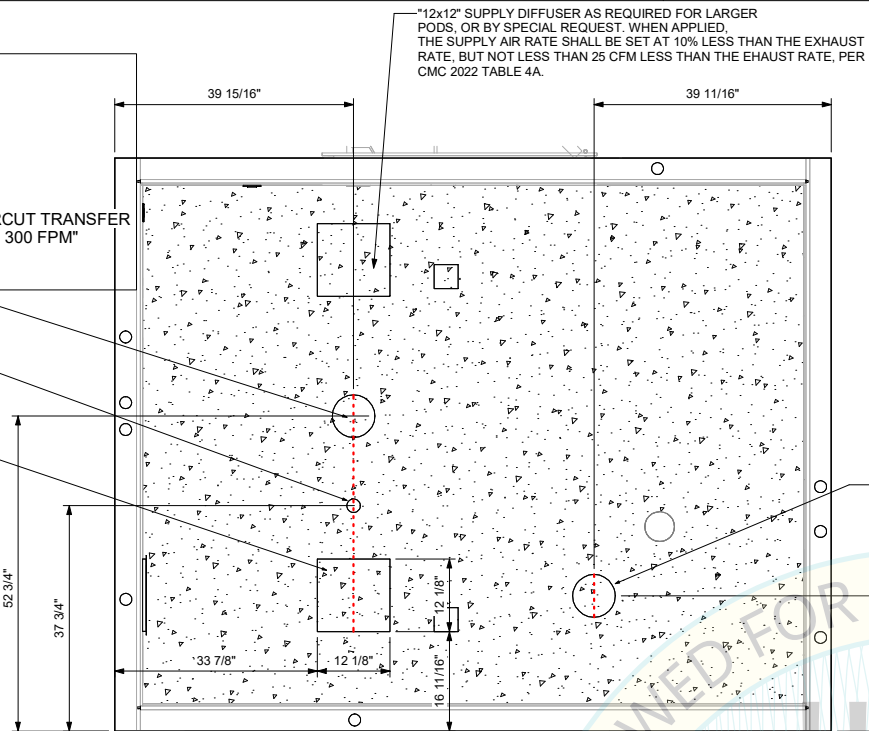 "12x12" SUPPLY DIFFUSER AS REQUIRED FOR LARGER
PODS, OR BY SPECIAL REQUEST. WHEN APPLIED,
THE SUPPLY AIR RATE SHALL BE SET AT 10% LESS THAN THE EXHAUST
RATE, BUT NOT LESS THAN 25 CFM LESS THAN THE EHAUST RATE, PER
CMC 2022 TABLE 4A.
39 15/16"
39 11/16"
RCUT TRANSFER
300 FPM"
52 3/4"
37 3/4"
12 1/8"
33 7/8"
12 1/8"
16 11/16"
WED FOR